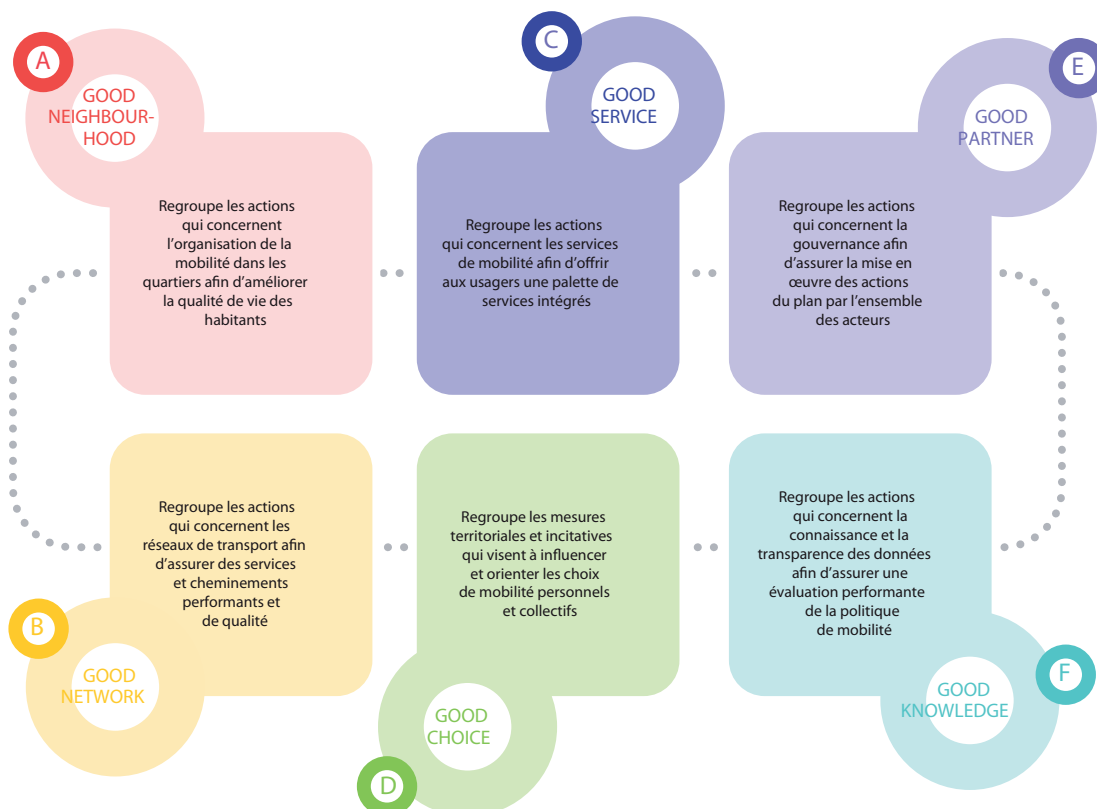 A
GOOD
NEIGHBOUR-
HOOD
Regroupe les actions
qui concernent
l’organisation de la
mobilité dans les
quartiers afin d’améliorer
la qualité de vie des
habitants
B
GOOD
NETWORK
Regroupe les actions
qui concernent les
réseaux de transport afin
d’assurer des services
et cheminements
performants et
de qualité
C
GOOD
SERVICE
Regroupe les actions
qui concernent les services
de mobilité afin d’offrir
aux usagers une palette de
services intégrés
D
GOOD
CHOICE
Regroupe les mesures
territoriales et incitatives
qui visent à influencer
et orienter les choix
de mobilité personnels
et collectifs
E
GOOD
PARTNER
Regroupe les actions
qui concernent la
gouvernance afin
d’assurer la mise en
œuvre des actions
du plan par l’ensemble
des acteurs
F
GOOD
KNOWLEDGE
Regroupe les actions
qui concernent la
connaissance et la
transparence des données
afin d’assurer une
évaluation performante
de la politique
de mobilité